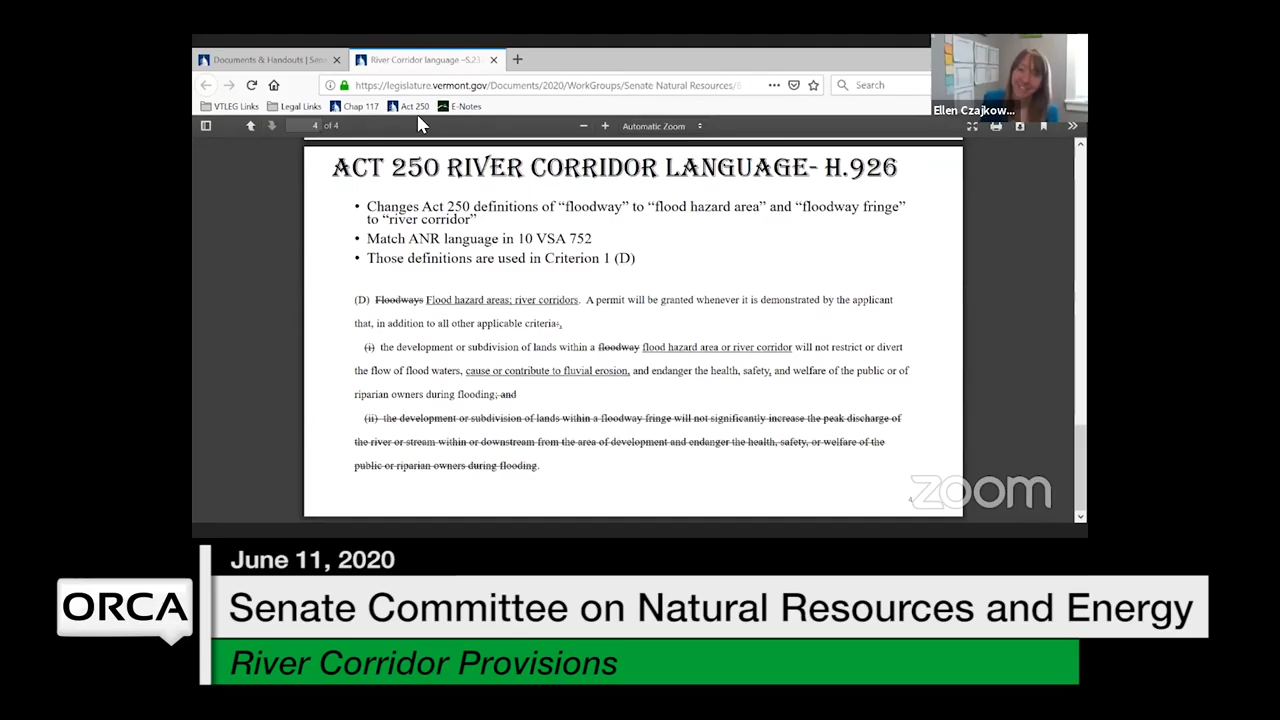 Documents & Handouts | Sen
River Corridor language –S.23
https://legislature.vermont.gov/Documents/2020/WorkGroups/Senate Natural Resources/
Search
VTLEG Links
Legal Links
Chap 117
Act 250
E-Notes
Ellen Czajkow...
4 of 4
Automatic Zoom
ACT 250 RIVER CORRIDOR LANGUAGE- H.926
• Changes Act 250 definitions of “floodway” to “flood hazard area” and “floodway fringe”
to “river corridor”
• Match ANR language in 10 VSA 752
• Those definitions are used in Criterion 1 (D)
(D) Floodways Flood hazard areas; river corridors. A permit will be granted whenever it is demonstrated by the applicant
that, in addition to all other applicable criteria:,
(i) the development or subdivision of lands within a floodway flood hazard area or river corridor will not restrict or divert
the flow of flood waters, cause or contribute to fluvial erosion, and endanger the health, safety, and welfare of the public or of
riparian owners during flooding; and
(ii) the development or subdivision of lands within a floodway fringe will not significantly increase the peak discharge of
the river or stream within or downstream from the area of development and endanger the health, safety, or welfare of the
public or riparian owners during flooding.
4
zoom
June 11, 2020
ORCA
Senate Committee on Natural Resources and Energy
River Corridor Provisions